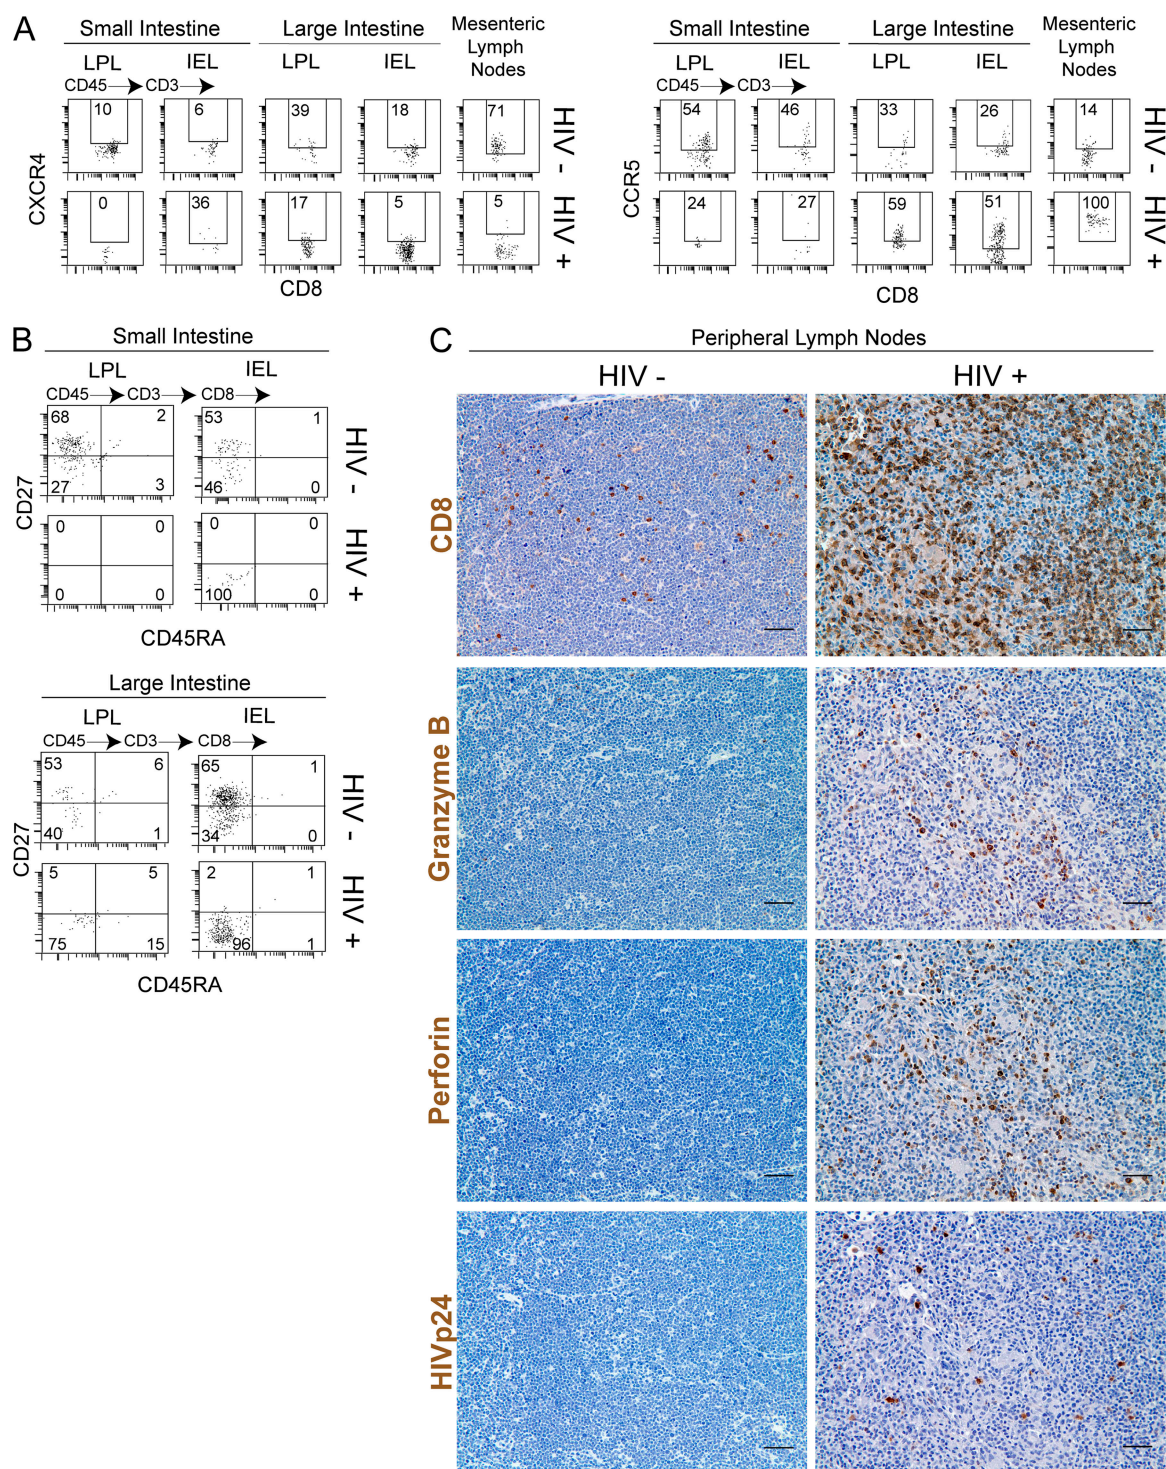 A
Small Intestine
Large Intestine
Mesenteric
Lymph
Nodes
LPL
IEL
LPL
IEL
CD45
CD3
CXCR4
10
6
39
18
71
HIV -
0
36
17
5
5
HIV +
CD8
Small Intestine
Large Intestine
Mesenteric
Lymph
Nodes
LPL
IEL
LPL
IEL
CD45
CD3
CCR5
54
46
33
26
14
HIV -
24
27
59
51
100
HIV +
CD8
B
Small Intestine
LPL
IEL
CD45
CD3
CD8
CD27
68
2
27
3
53
1
46
0
HIV -
0
0
0
0
0
0
100
0
HIV +
CD45RA
Large Intestine
LPL
IEL
CD45
CD3
CD8
CD27
53
6
40
1
65
1
34
0
HIV -
5
5
75
15
2
1
96
1
HIV +
CD45RA
C
Peripheral Lymph Nodes
HIV -
HIV +
CD8
Granzyme B
Perforin
HIVp24